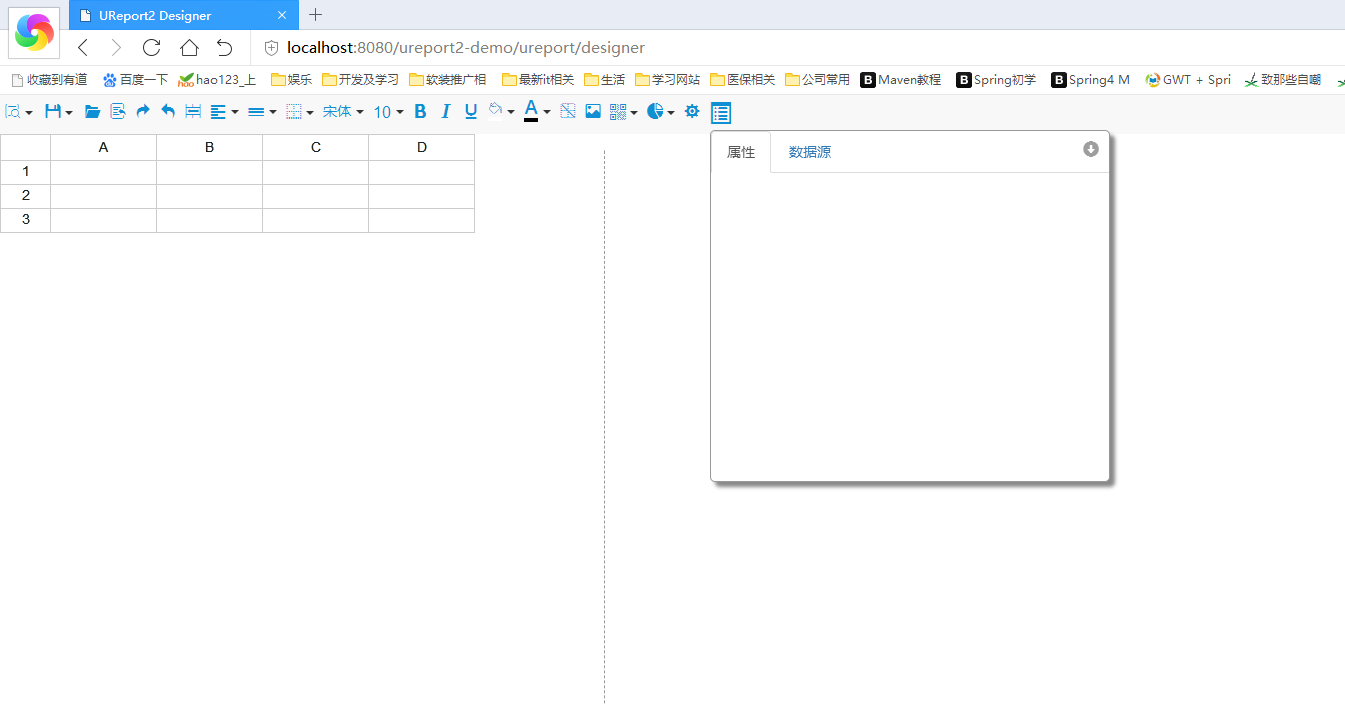 UReport2 Designer
localhost:8080/ureport2-demo/ureport/designer
收藏到有道 百度一下 hao123_上 娱乐 开发及学习 软装推广相 最新it相关 生活 学习网站 医保相关 公司常用 B Maven教程 B Spring初学 B Spring4 M GWT + Spri 致那些自嘲
宋体 10 B I U A
属性 数据源
A B C D
1
2
3